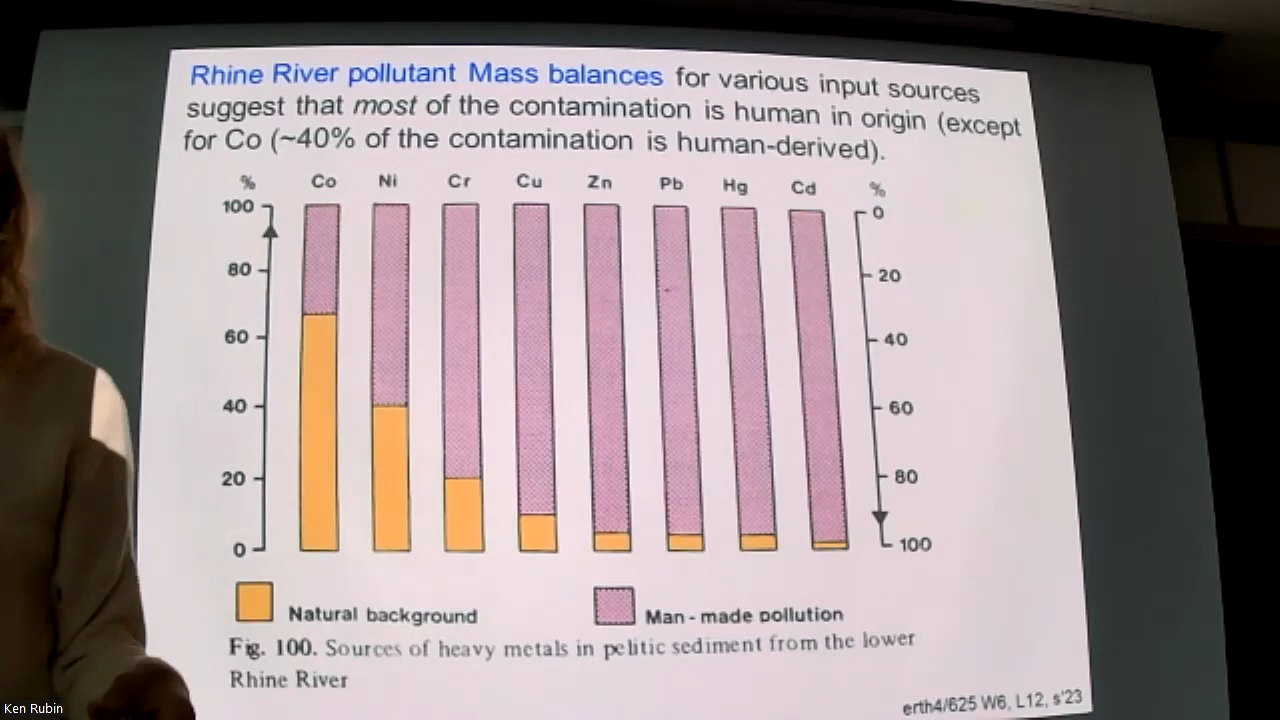 Rhine River pollutant Mass balances for various input sources
suggest that most of the contamination is human in origin (except
for Co (~40% of the contamination is human-derived).
% Co Ni Cr Cu Zn Pb Hg Cd %
100 0
80 20
60 40
40 60
20 80
0 100
Natural background Man-made pollution
Fig. 100. Sources of heavy metals in pelitic sediment from the lower
Rhine River
erth4/625 W6, L12, s'23
Ken Rubin